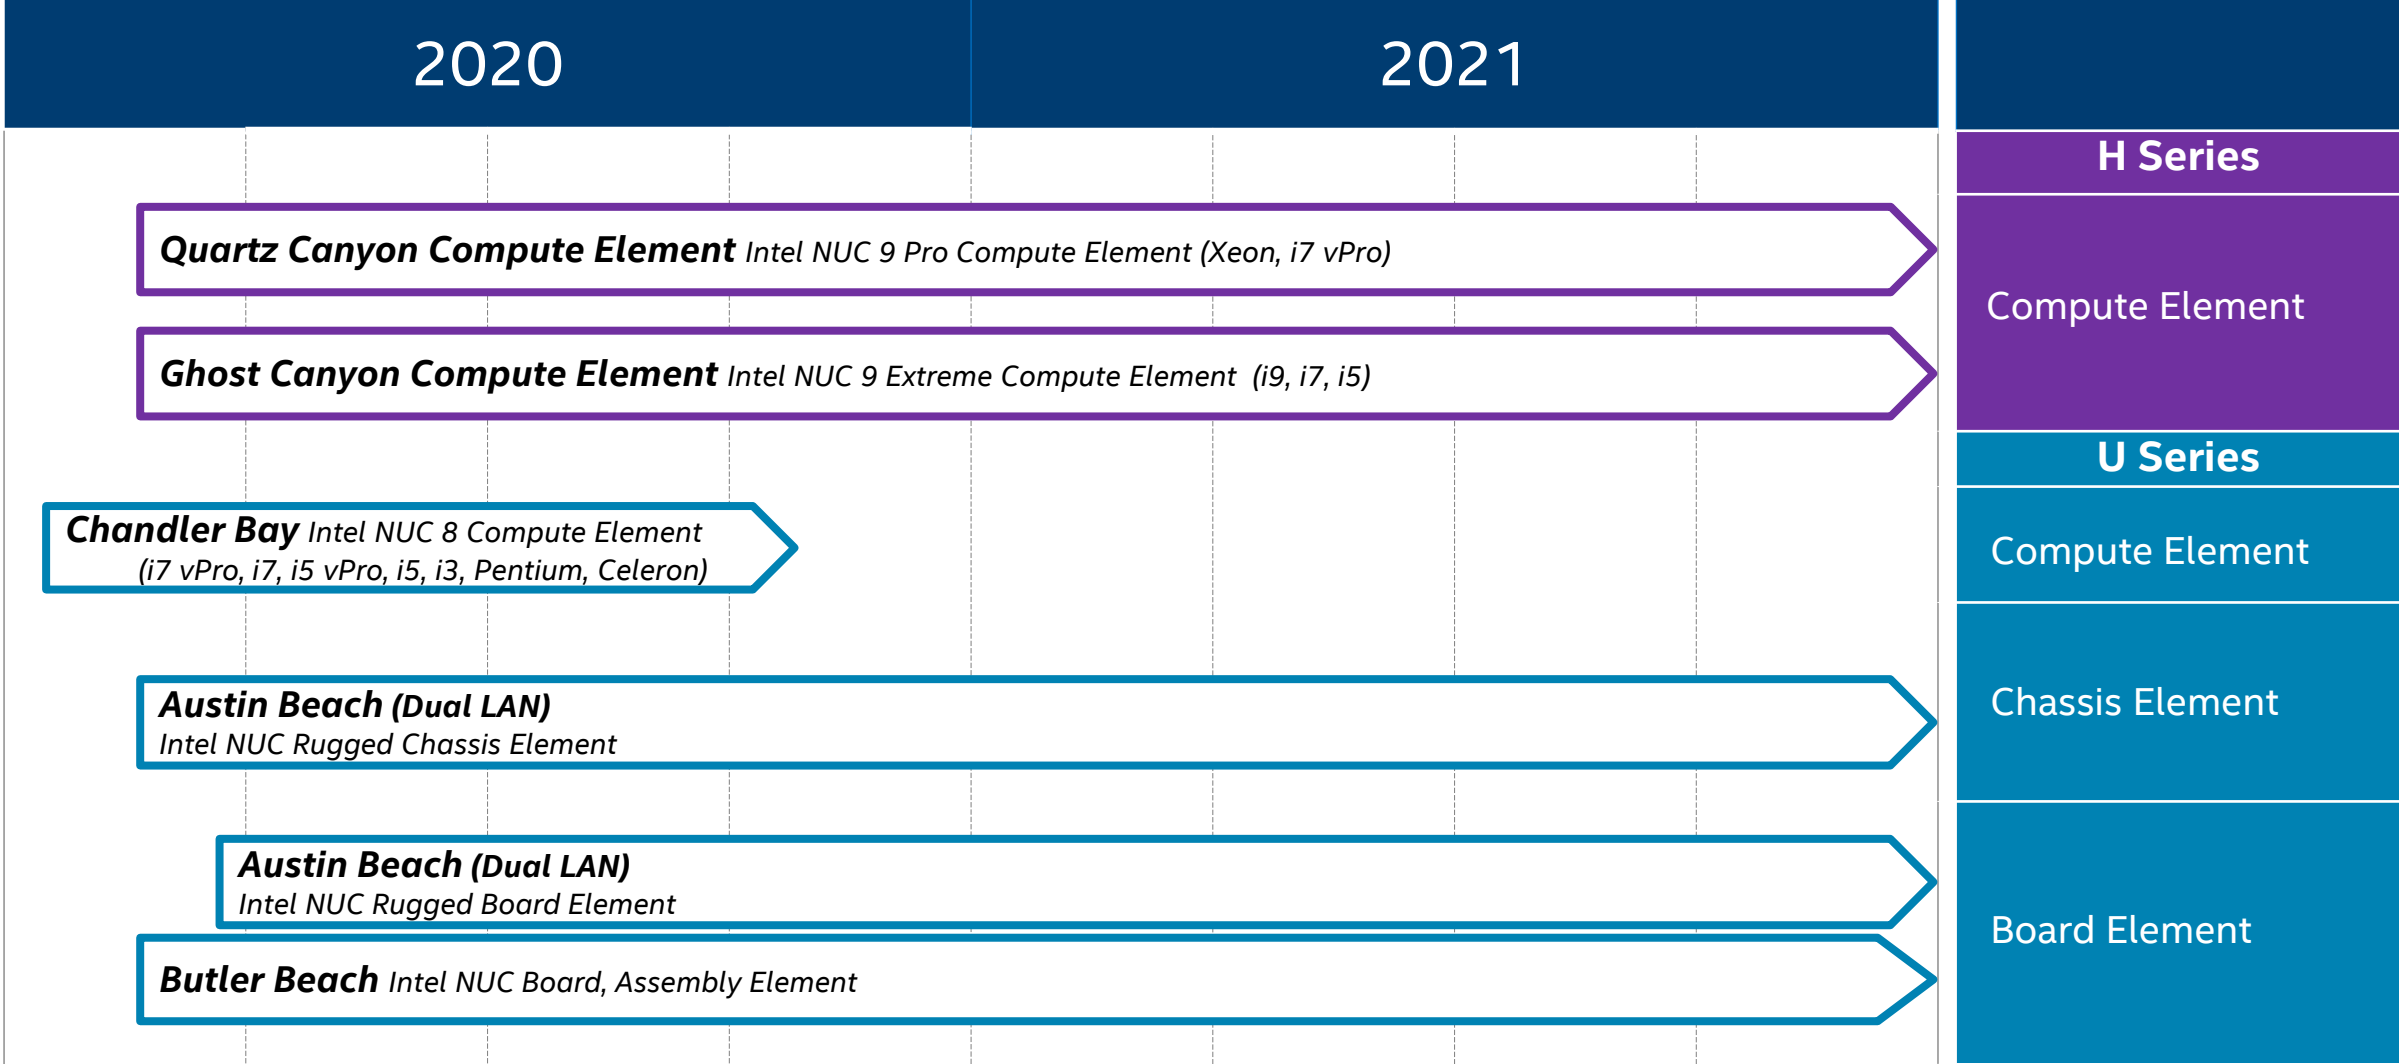 2020
2021
H Series
Quartz Canyon Compute Element Intel NUC 9 Pro Compute Element (Xeon, i7 vPro)
Ghost Canyon Compute Element Intel NUC 9 Extreme Compute Element (i9, i7, i5)
Compute Element
U Series
Chandler Bay Intel NUC 8 Compute Element
(i7 vPro, i7, i5 vPro, i5, i3, Pentium, Celeron)
Compute Element
Austin Beach (Dual LAN)
Intel NUC Rugged Chassis Element
Chassis Element
Austin Beach (Dual LAN)
Intel NUC Rugged Board Element
Butler Beach Intel NUC Board, Assembly Element
Board Element